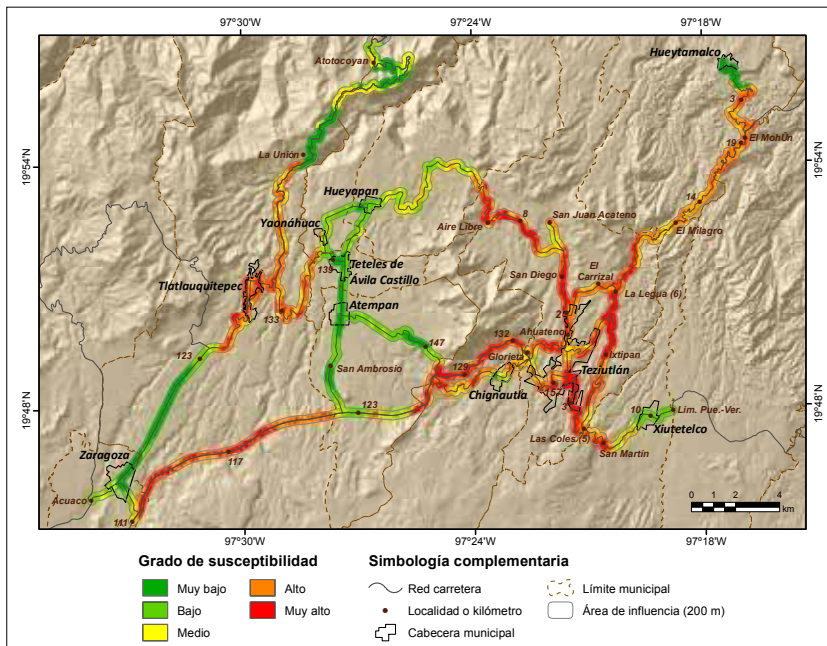 97°30'W
97°24'W
97°18'W
Hueytamalco
Atotocoyan
3
El MohÛn
19
19°54'N
19°54'N
La Unión
Hueyapan
14
Yaonáhuac
8
San Juan Acateno
Aire Libre
El Milagro
139
Teteles de
Ávila Castillo
San Diego
El
Carrizal
Tlatlauquitepec
La Legua (6)
Atempan
133
2
Ahuateno
132
147
Glorieta
Ixtipan
123
San Ambrosio
129
Teziutlán
Chignautla
3
123
10
Lim. Pue.-Ver.
19°48'N
19°48'N
Xiutetelco
Las Coles (5)
San Martín
Zaragoza
117
Acuaco
111
0 1 2 4
km
97°30'W
97°24'W
97°18'W
Grado de susceptibilidad
Simbología complementaria
Muy bajo
Alto
Red carretera
Límite municipal
Bajo
Muy alto
Localidad o kilómetro
Área de influencia (200 m)
Medio
Cabecera municipal